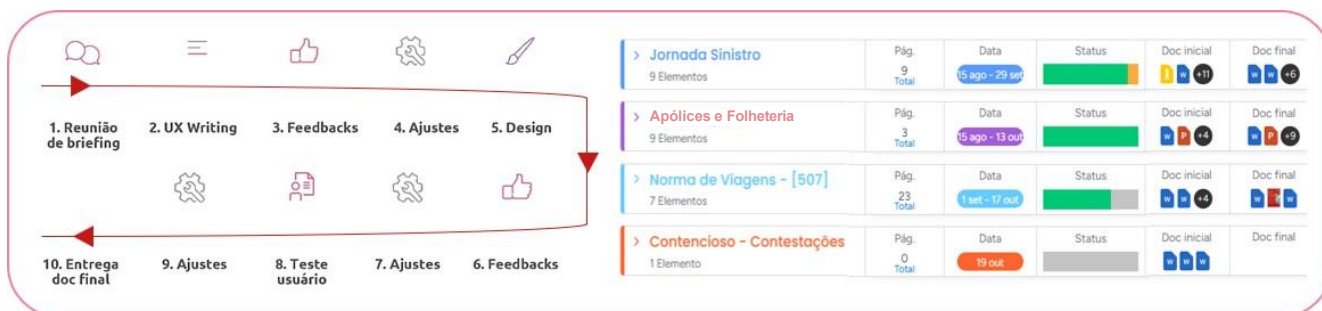 1. Reunião
de briefing
2. UX Writing
3. Feedbacks
4. Ajustes
5. Design
10. Entrega
doc final
9. Ajustes
8. Teste
usuário
7. Ajustes
6. Feedbacks
Jornada Sinistro
9 Elementos
Pág.
9
Total
Data
15 ago - 29 set
Status
Doc inicial
W +11
Doc final
W W +6
Apólices e Folheteria
9 Elementos
Pág.
3
Total
Data
15 ago - 13 out
Status
Doc inicial
W P +4
Doc final
W P +9
Norma de Viagens - [507]
7 Elementos
Pág.
23
Total
Data
1 set - 17 out
Status
Doc inicial
W W +4
Doc final
W W
Contencioso - Contestações
1 Elemento
Pág.
0
Total
Data
19 out
Status
Doc inicial
W W W
Doc final